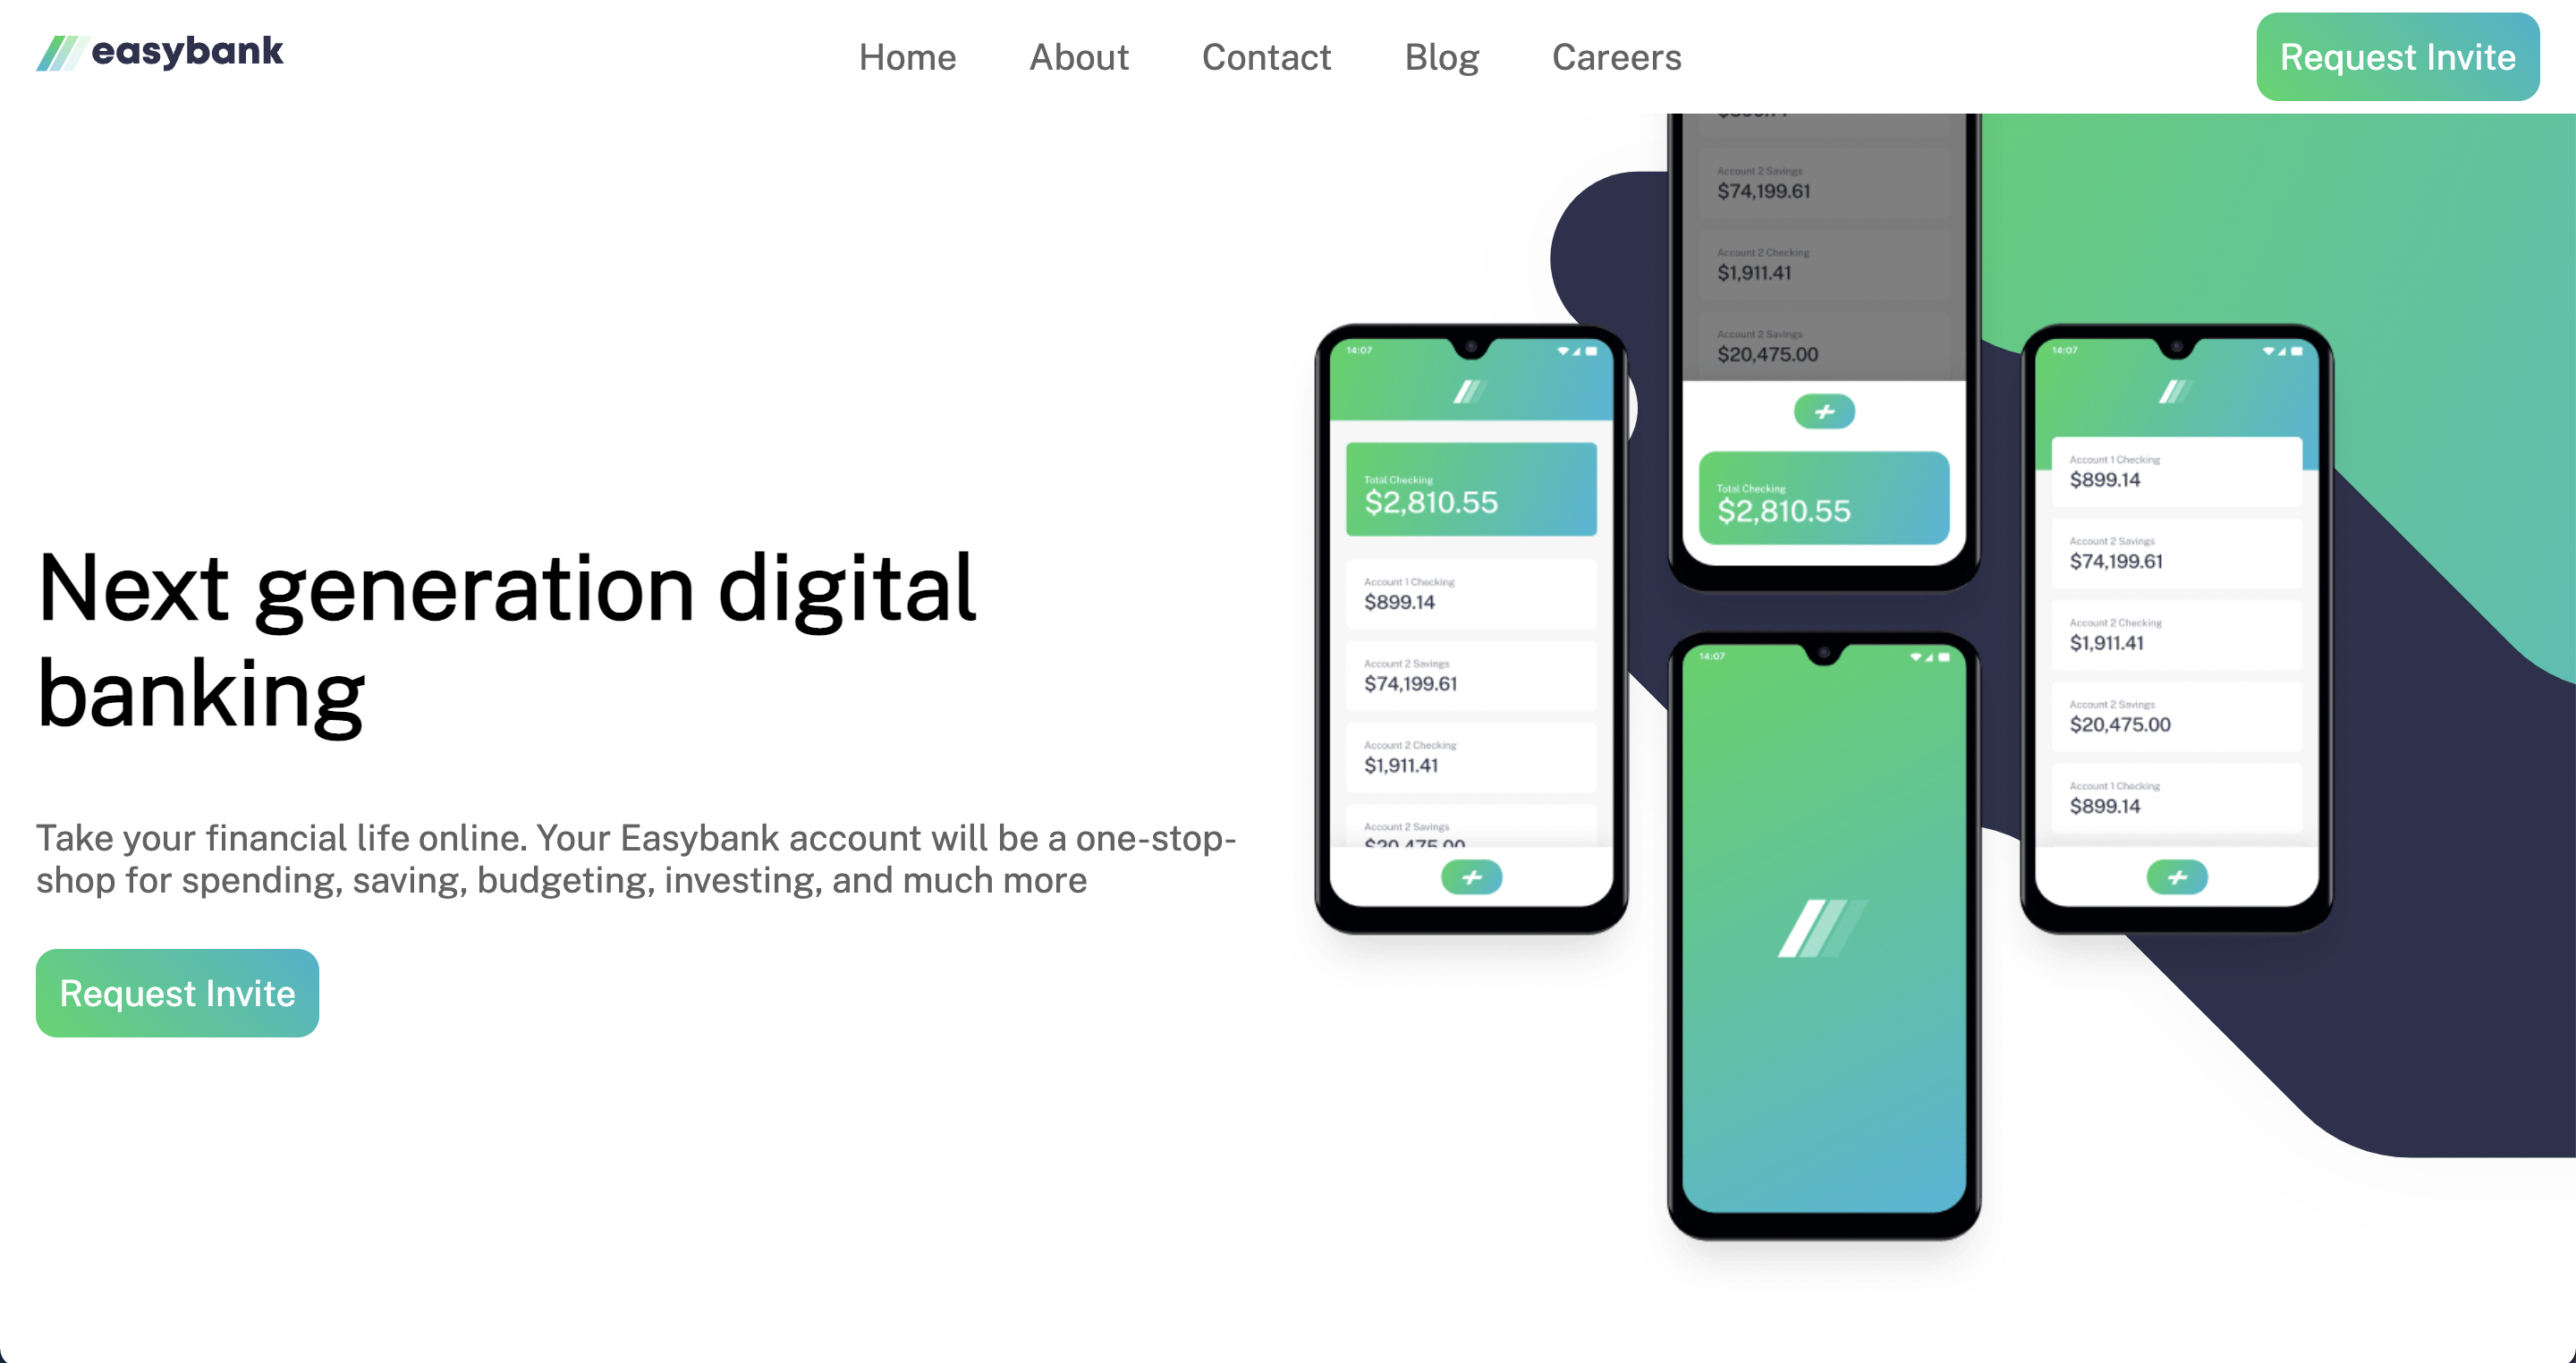 easybank
Home
About
Contact
Blog
Careers
Request Invite
Next generation digital
banking
Take your financial life online. Your Easybank account will be a one-stop-
shop for spending, saving, budgeting, investing, and much more
Request Invite
14:07
Total Checking
$2,810.55
Account 1 Checking
$899.14
Account 2 Savings
$74,199.61
Account 2 Checking
$1,911.41
Account 2 Savings
$20,475.00
Account 2 Savings
$74,199.61
Account 2 Checking
$1,911.41
Account 2 Savings
$20,475.00
Total Checking
$2,810.55
14:07
14:07
Account 1 Checking
$899.14
Account 2 Savings
$74,199.61
Account 2 Checking
$1,911.41
Account 2 Savings
$20,475.00
Account 1 Checking
$899.14